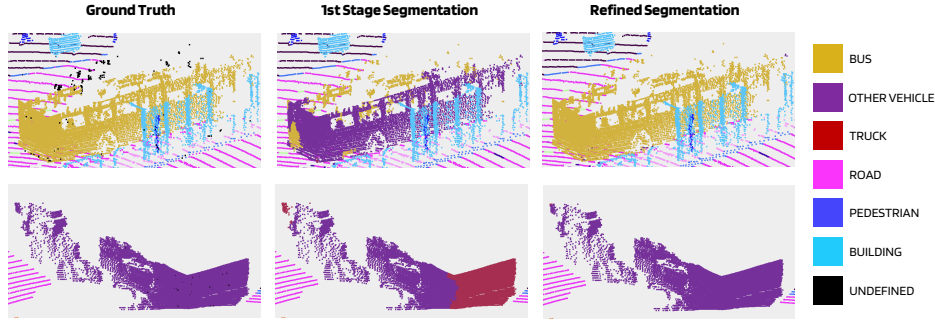 Ground Truth
1st Stage Segmentation
Refined Segmentation
BUS
OTHER VEHICLE
TRUCK
ROAD
PEDESTRIAN
BUILDING
UNDEFINED